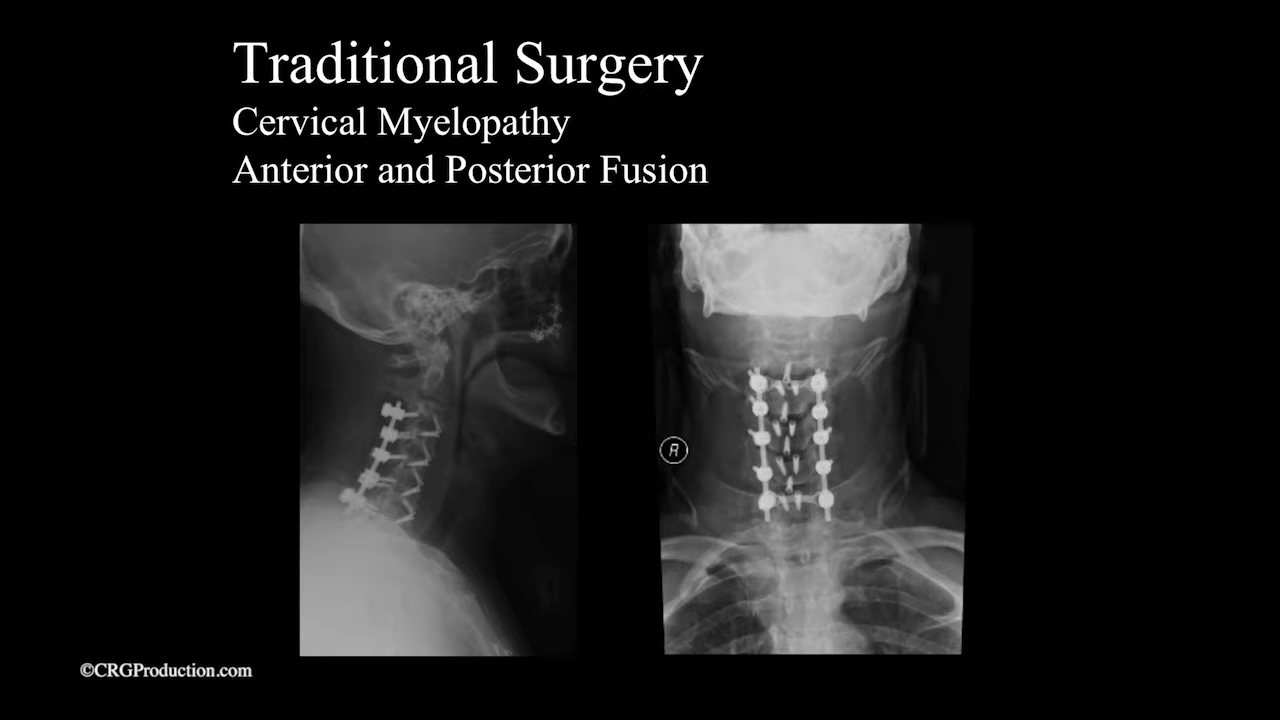 Traditional Surgery
Cervical Myelopathy
Anterior and Posterior Fusion
R
©CRGProduction.com